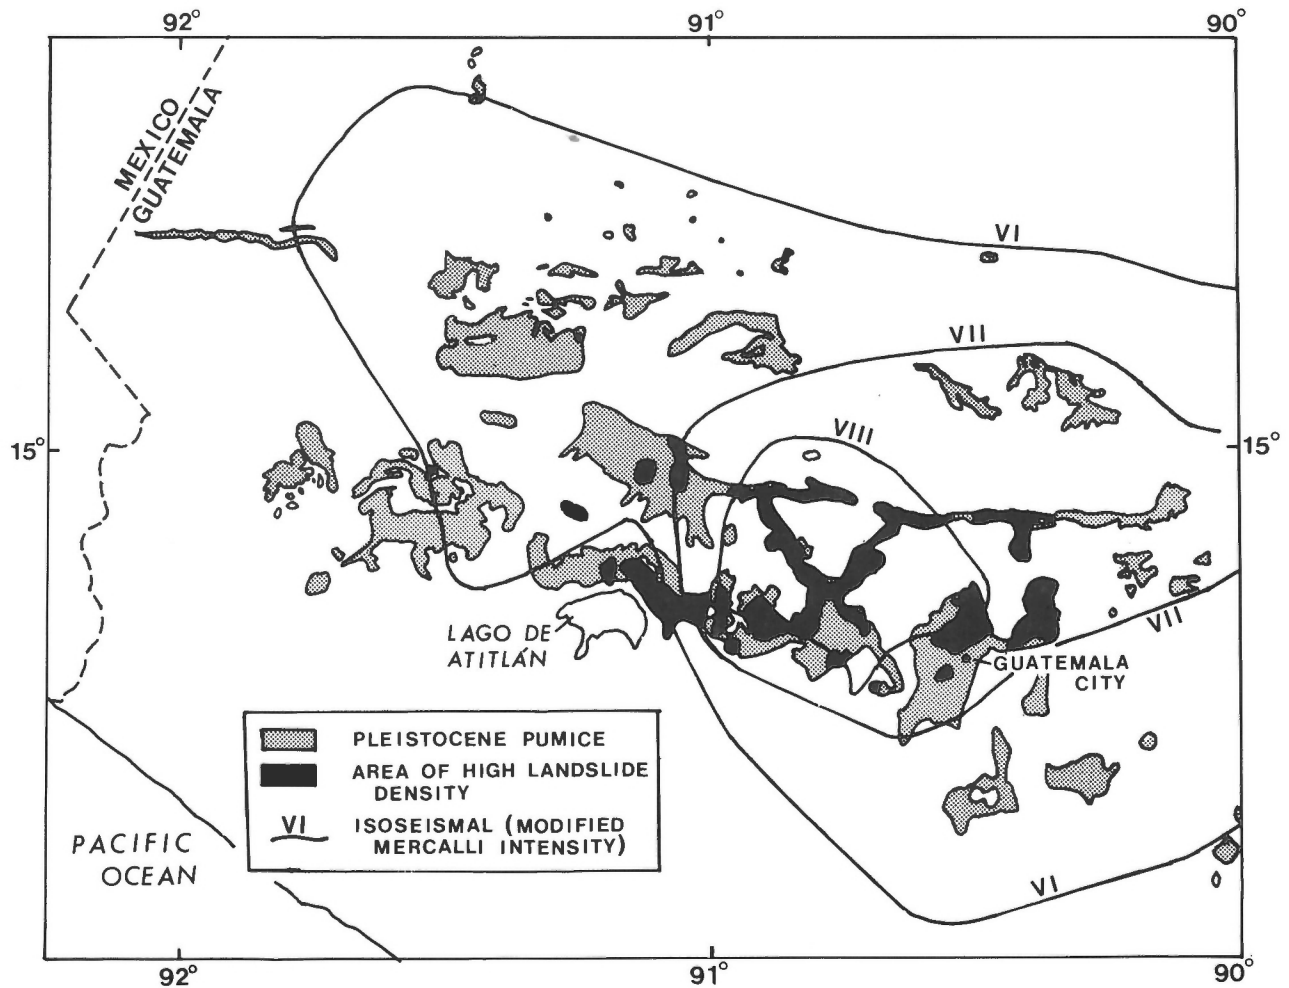 92°
91°
90°
MEXICO
GUATEMALA
VI
VII
VIII
15°
15°
VII
LAGO DE
ATITLÁN
GUATEMALA
CITY
PLEISTOCENE PUMICE
AREA OF HIGH LANDSLIDE
DENSITY
VI
ISOSEISMAL (MODIFIED
MERCALLI INTENSITY)
PACIFIC
OCEAN
VI
92°
91°
90°